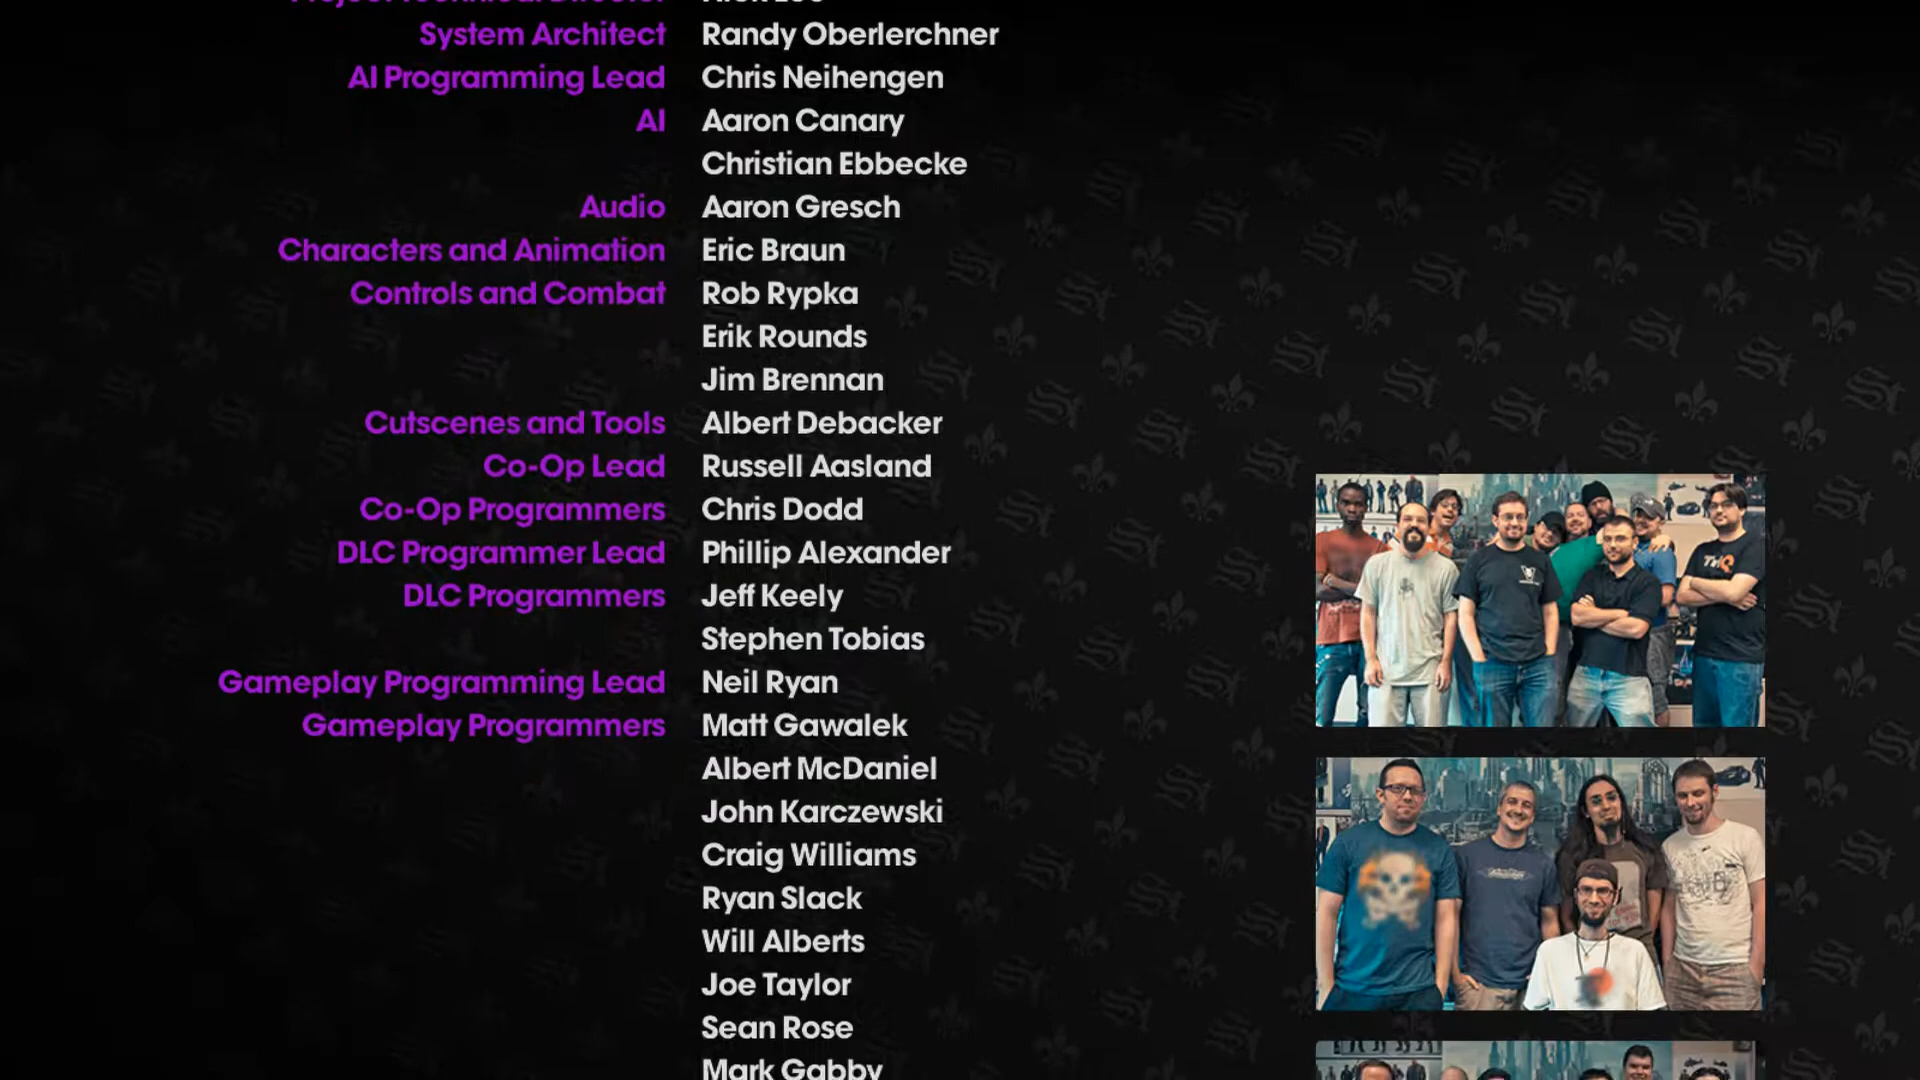 Project Technical Director
System Architect Randy Oberlerchner
AI Programming Lead Chris Neihengen
AI Aaron Canary
Christian Ebbecke
Audio Aaron Gresch
Characters and Animation Eric Braun
Controls and Combat Rob Rypka
Erik Rounds
Jim Brennan
Cutscenes and Tools Albert Debacker
Co-Op Lead Russell Aasland
Co-Op Programmers Chris Dodd
DLC Programmer Lead Phillip Alexander
DLC Programmers Jeff Keely
Stephen Tobias
Gameplay Programming Lead Neil Ryan
Gameplay Programmers Matt Gawalek
Albert McDaniel
John Karczewski
Craig Williams
Ryan Slack
Will Alberts
Joe Taylor
Sean Rose
Mark Gabby
THQ